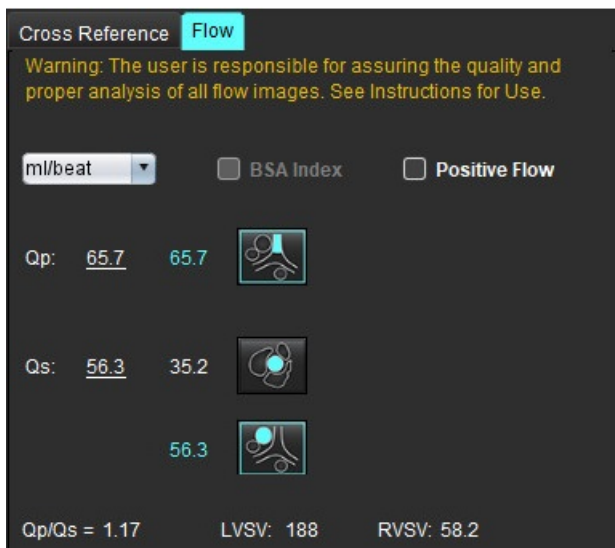 Cross Reference Flow
Warning: The user is responsible for assuring the quality and
proper analysis of all flow images. See Instructions for Use.
ml/beat BSA Index Positive Flow
Qp: 65.7 65.7
Qs: 56.3 35.2
56.3
Qp/Qs = 1.17 LVSV: 188 RVSV: 58.2